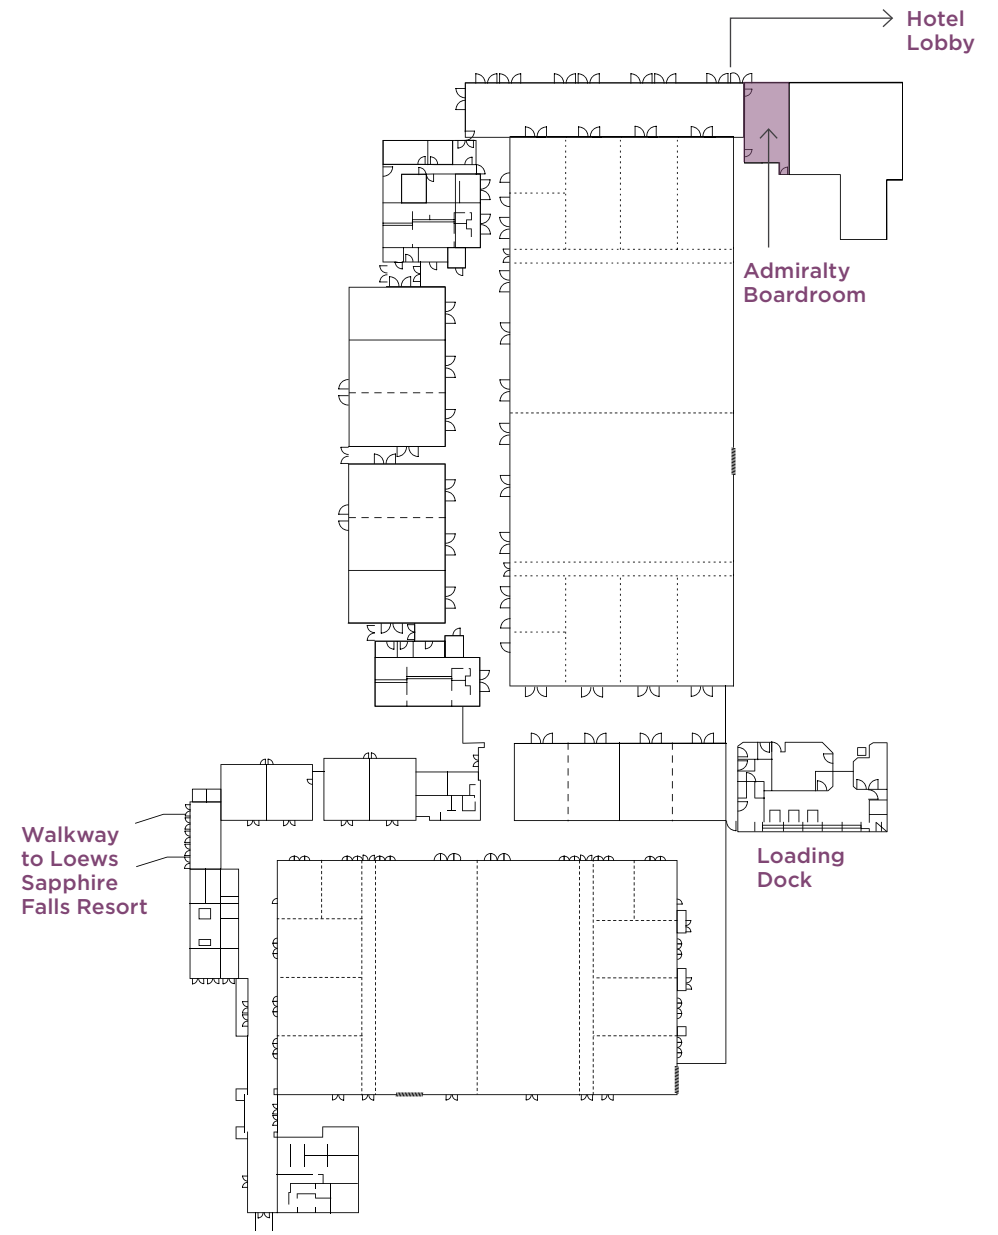 Hotel
Lobby
Admiralty
Boardroom
Walkway
to Loews
Sapphire
Falls Resort
Loading
Dock